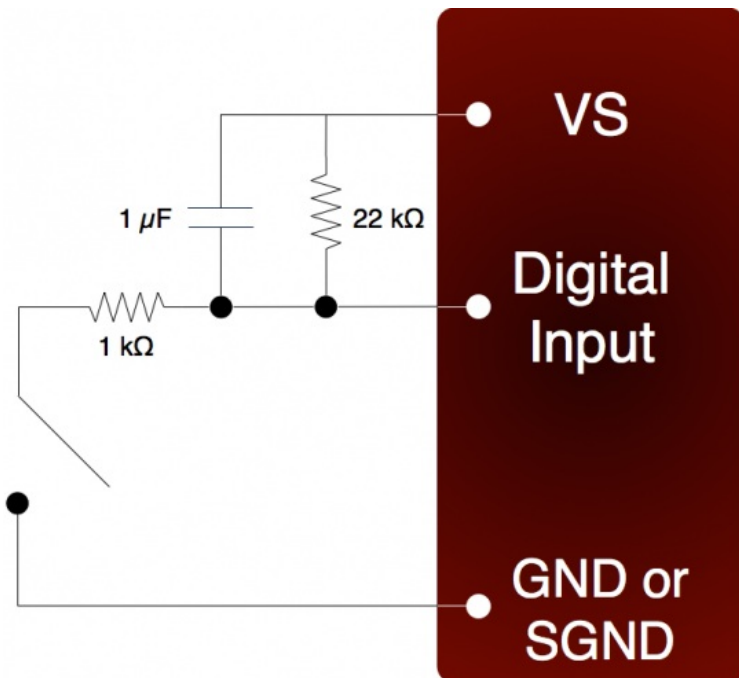 VS
1 μF
22 kΩ
Digital
Input
1 kΩ
GND or
SGND